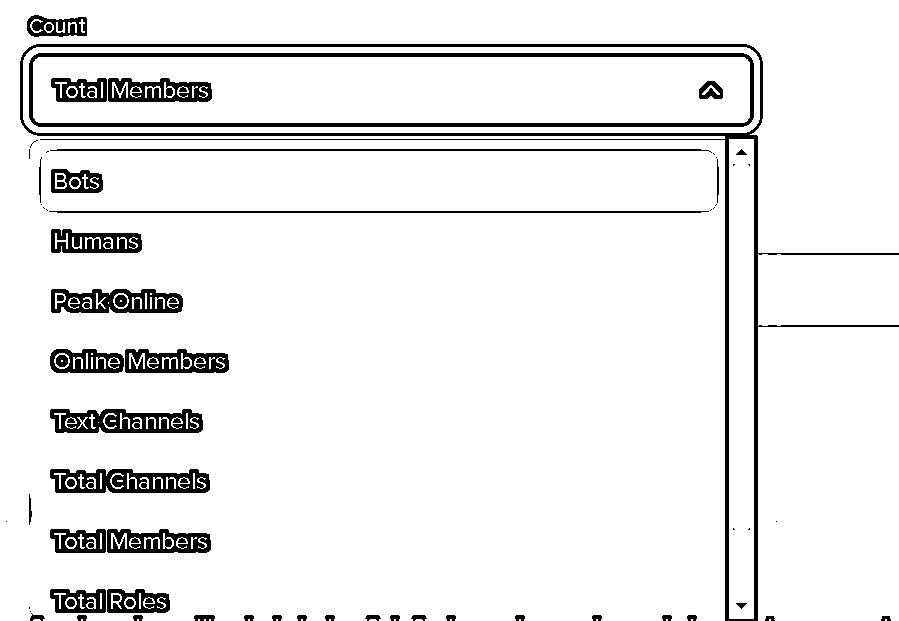 Count
Total Members
Bots
Humans
Peak Online
Online Members
Text Channels
Total Channels
Total Members
Total Roles